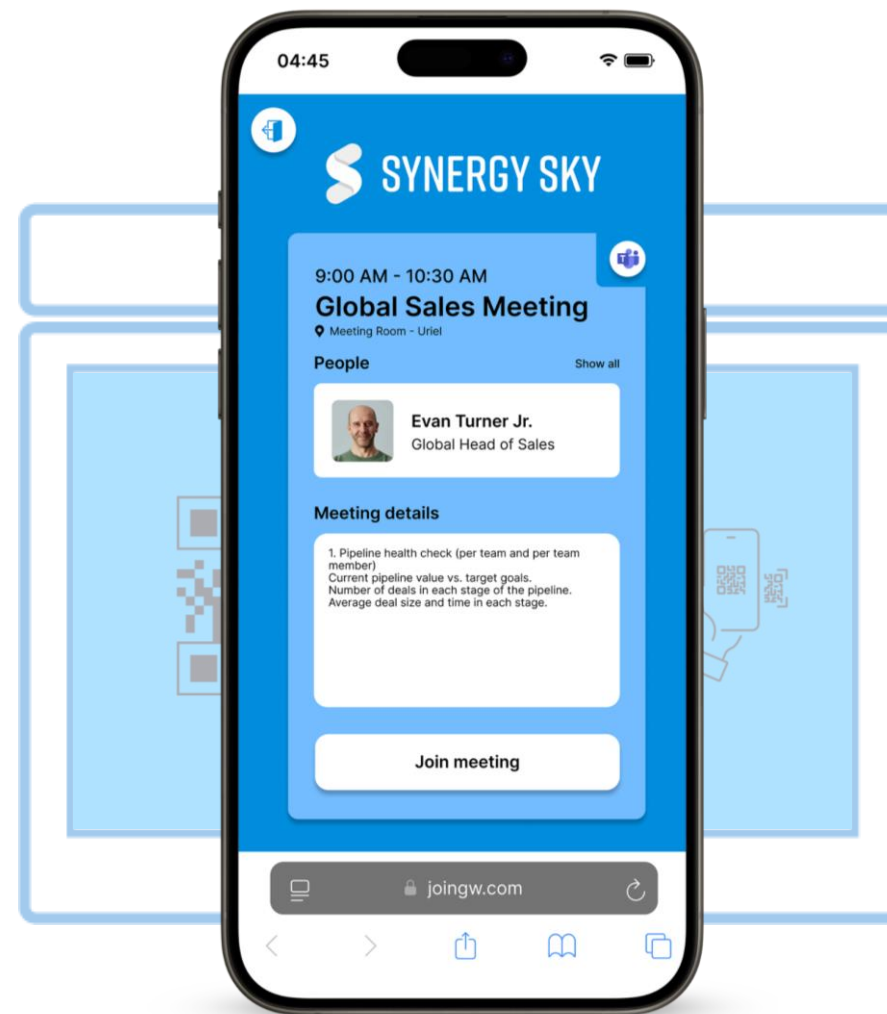 04:45
SYNERGY SKY
9:00 AM - 10:30 AM
Global Sales Meeting
Meeting Room - Uriel
People
Show all
Evan Turner Jr.
Global Head of Sales
Meeting details
1. Pipeline health check (per team and per team
member)
Current pipeline value vs. target goals.
Number of deals in each stage of the pipeline.
Average deal size and time in each stage.
Join meeting
joingw.com